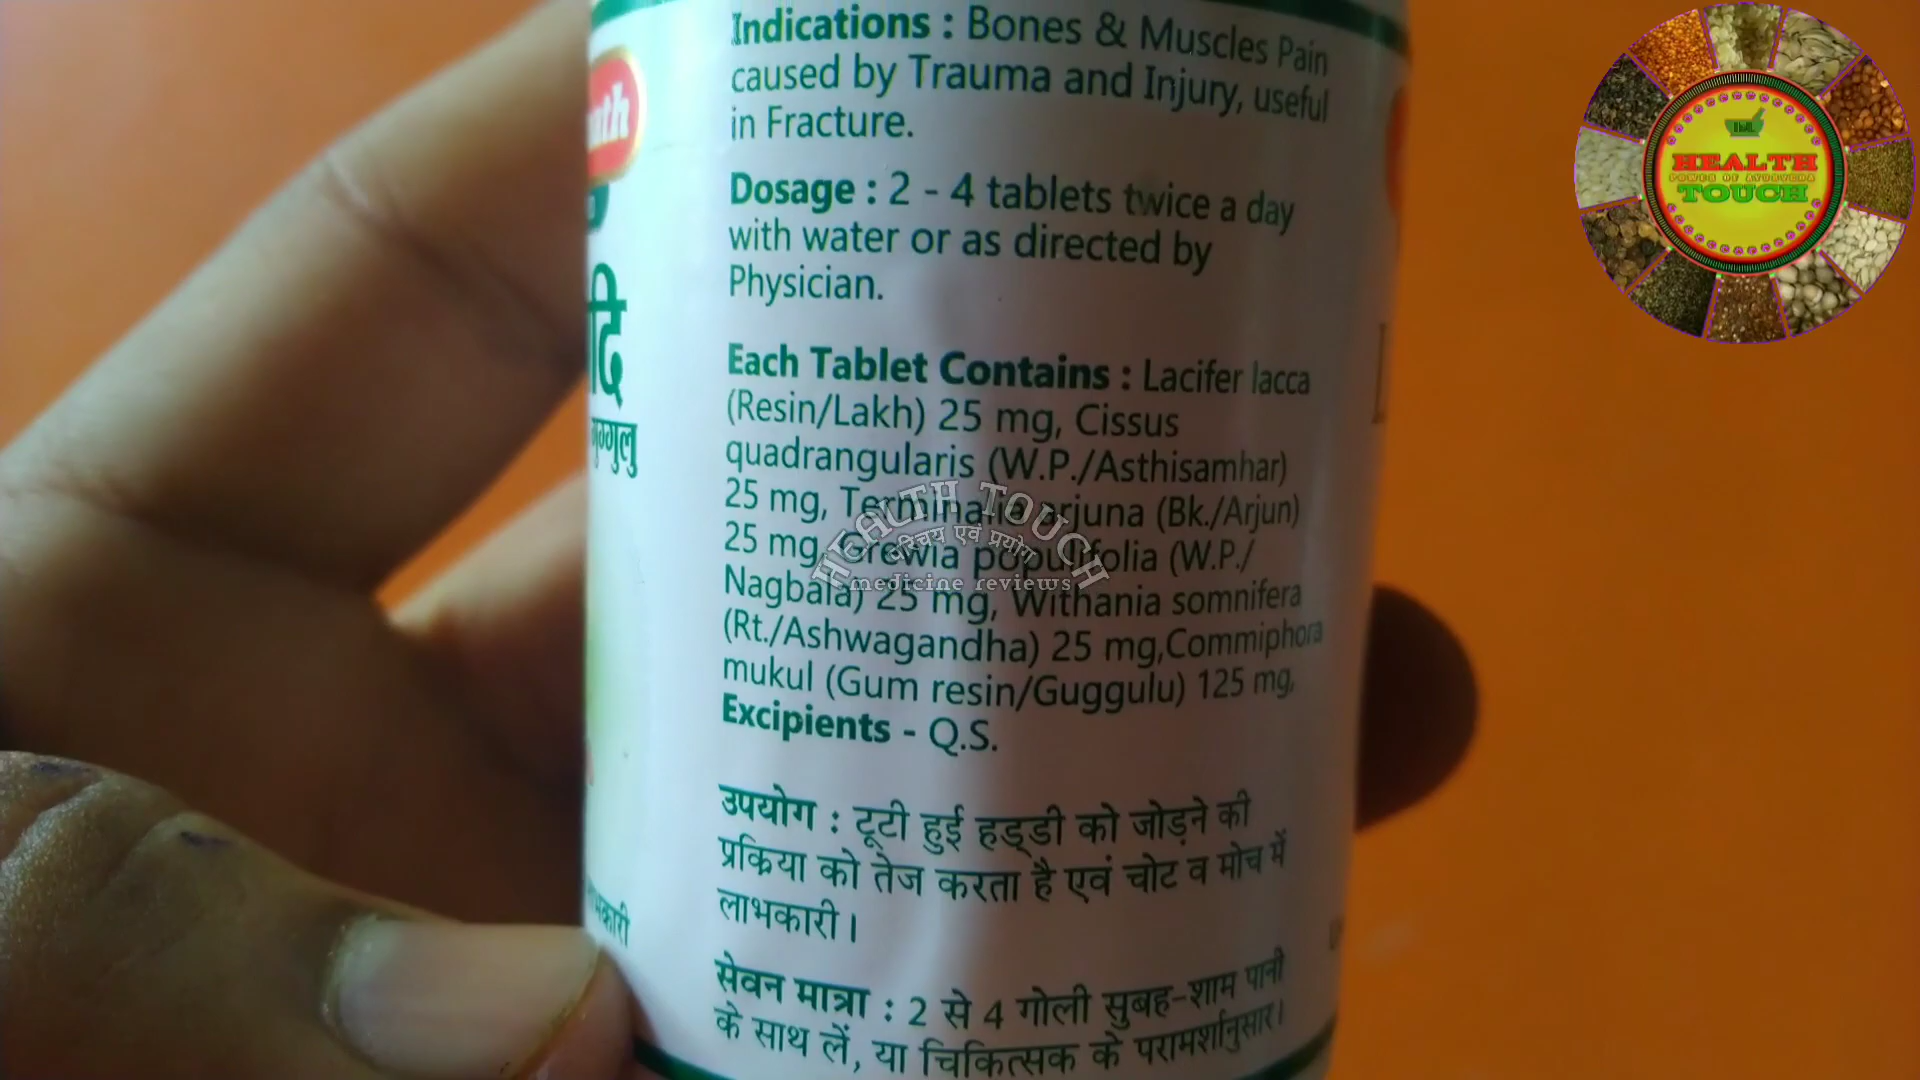 Indications : Bones & Muscles Pain
caused by Trauma and Injury, useful
in Fracture.
Dosage : 2 - 4 tablets twice a day
with water or as directed by
Physician.
Each Tablet Contains : Lacifer lacca
(Resin/Lakh) 25 mg, Cissus
quadrangularis (W.P./Asthisamhar)
25 mg, Terminalia arjuna (Bk./Arjun)
25 mg, Grewia populifolia (W.P./
Nagbala) 25 mg, Withania somnifera
(Rt./Ashwagandha) 25 mg,Commiphora
mukul (Gum resin/Guggulu) 125 mg,
Excipients - Q.S.
उपयोग : टूटी हुई हड्डी को जोड़ने की
प्रक्रिया को तेज करता है एवं चोट व मोच में
लाभकारी।
सेवन मात्रा : 2 से 4 गोली सुबह-शाम पानी
के साथ लें, या चिकित्सक के परामर्शानुसार।
गुग्गुलु
HEALTH TOUCH
परिचय एवं प्रयोग
medicine reviews
HEALTH
POWER OF AYURVEDA
TOUCH